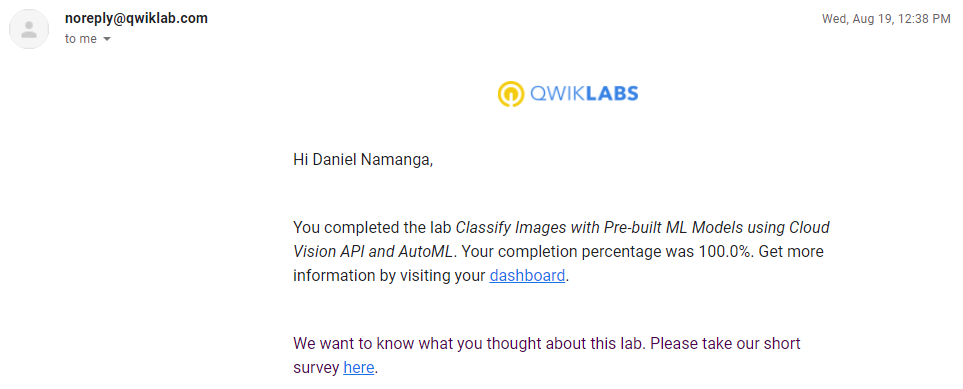 noreply@qwiklab.com
Wed, Aug 19, 12:38 PM
to me
QWIKLABS
Hi Daniel Namanga,
You completed the lab Classify Images with Pre-built ML Models using Cloud
Vision API and AutoML. Your completion percentage was 100.0%. Get more
information by visiting your dashboard.
We want to know what you thought about this lab. Please take our short
survey here.